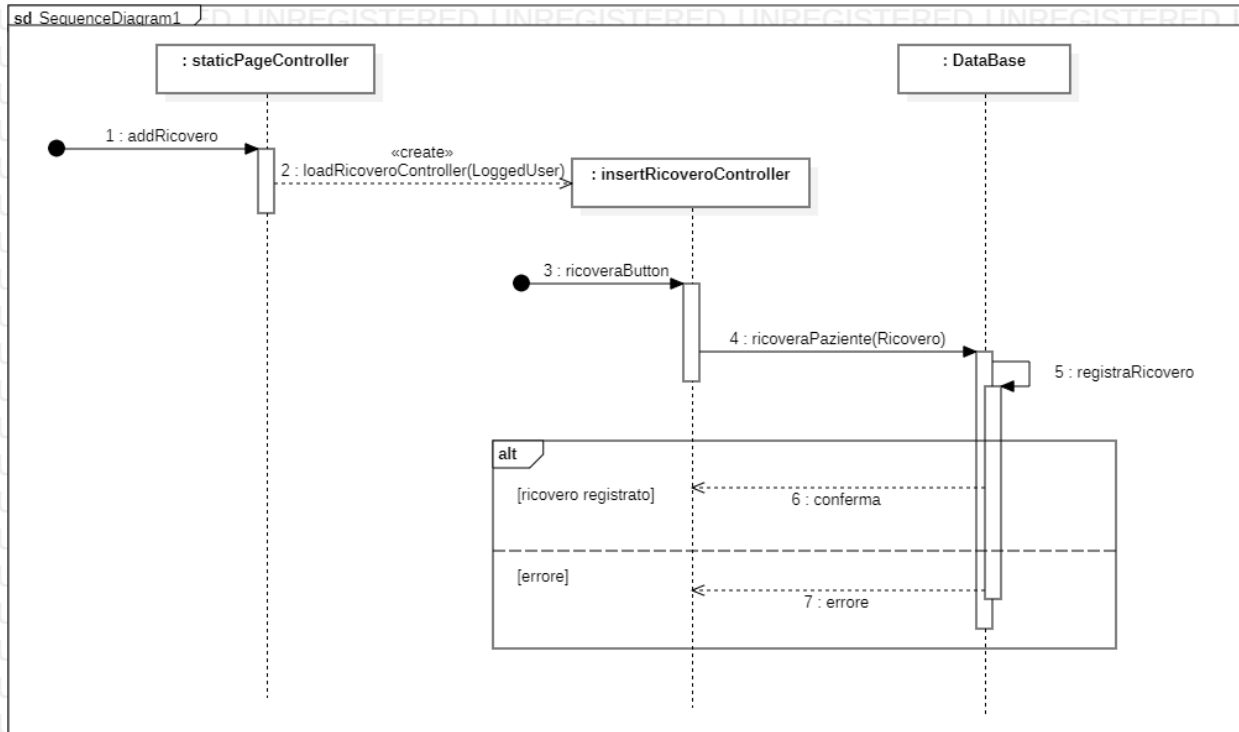 sd SequenceDiagram1
UNREGISTERED UNREGISTERED UNREGISTERED
: staticPageController
: DataBase
1 : addRicovero
«create»
2 : loadRicoveroController(LoggedUser)
: insertRicoveroController
3 : ricoveraButton
4 : ricoveraPaziente(Ricovero)
5 : registraRicovero
alt
[ricovero registrato]
6 : conferma
[errore]
7 : errore